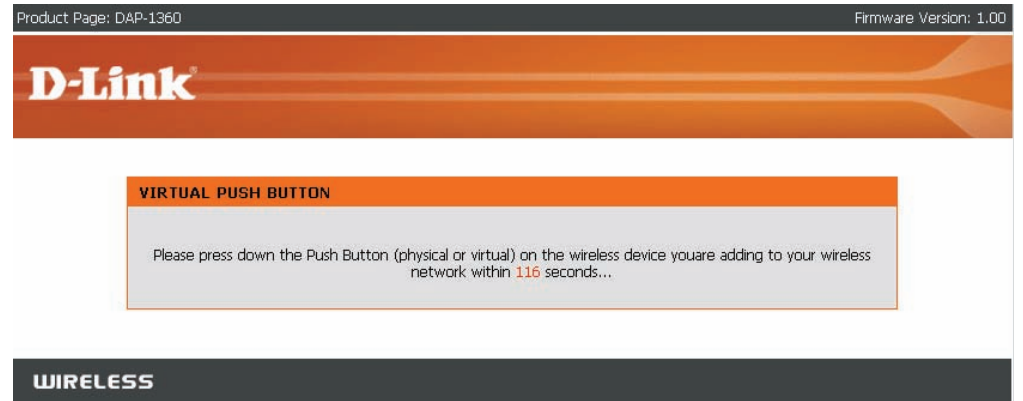 Product Page: DAP-1360 Firmware Version: 1.00
D-Link®
VIRTUAL PUSH BUTTON
Please press down the Push Button (physical or virtual) on the wireless device youare adding to your wireless
network within 116 seconds...
WIRELESS